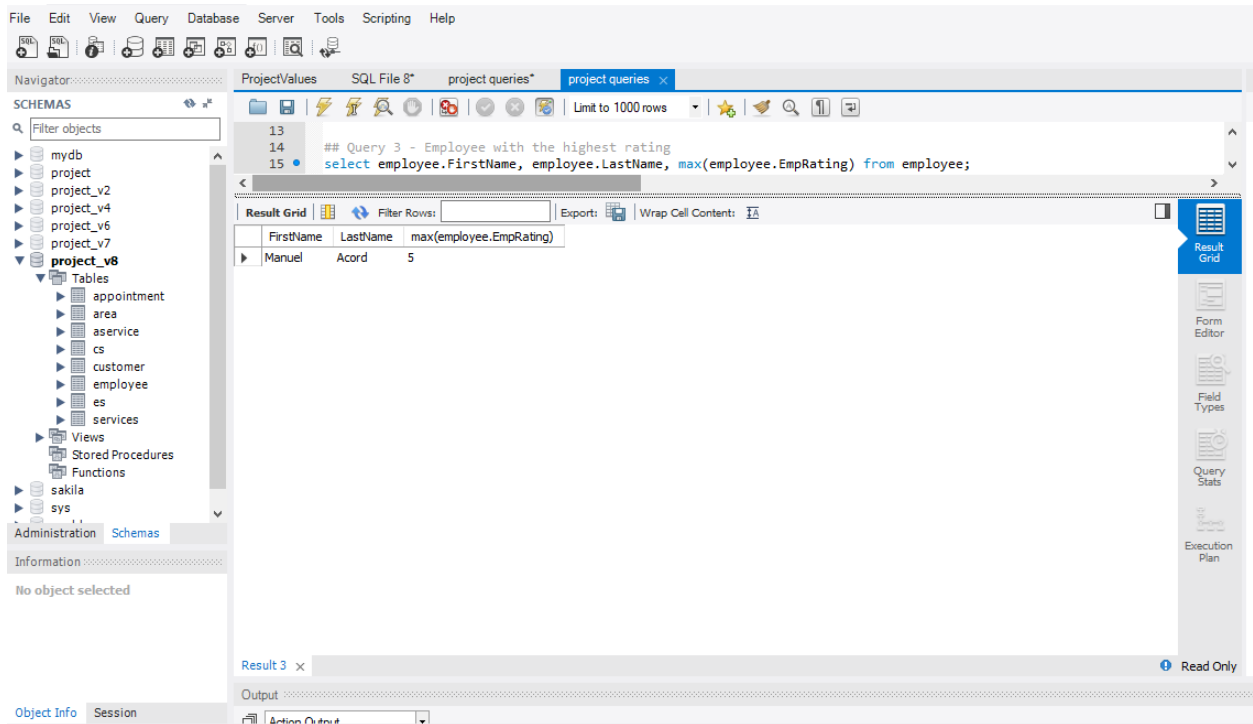 File Edit View Query Database Server Tools Scripting Help
Navigator
ProjectValues SQL File 8* project queries* project queries
SCHEMAS
Limit to 1000 rows
Filter objects
mydb
project
project_v2
project_v4
project_v6
project_v7
project_v8
Tables
appointment
area
aservice
cs
customer
employee
es
services
Views
Stored Procedures
Functions
sakila
sys
Administration Schemas
Information
No object selected
Object Info Session
13
14 ## Query 3 - Employee with the highest rating
15 select employee.FirstName, employee.LastName, max(employee.EmpRating) from employee;
Result Grid Filter Rows: Export: Wrap Cell Content:
FirstName LastName max(employee.EmpRating)
Manuel Acord 5
Result
Grid
Form
Editor
Field
Types
Query
Stats
Execution
Plan
Result 3 Read Only
Output
Action Output